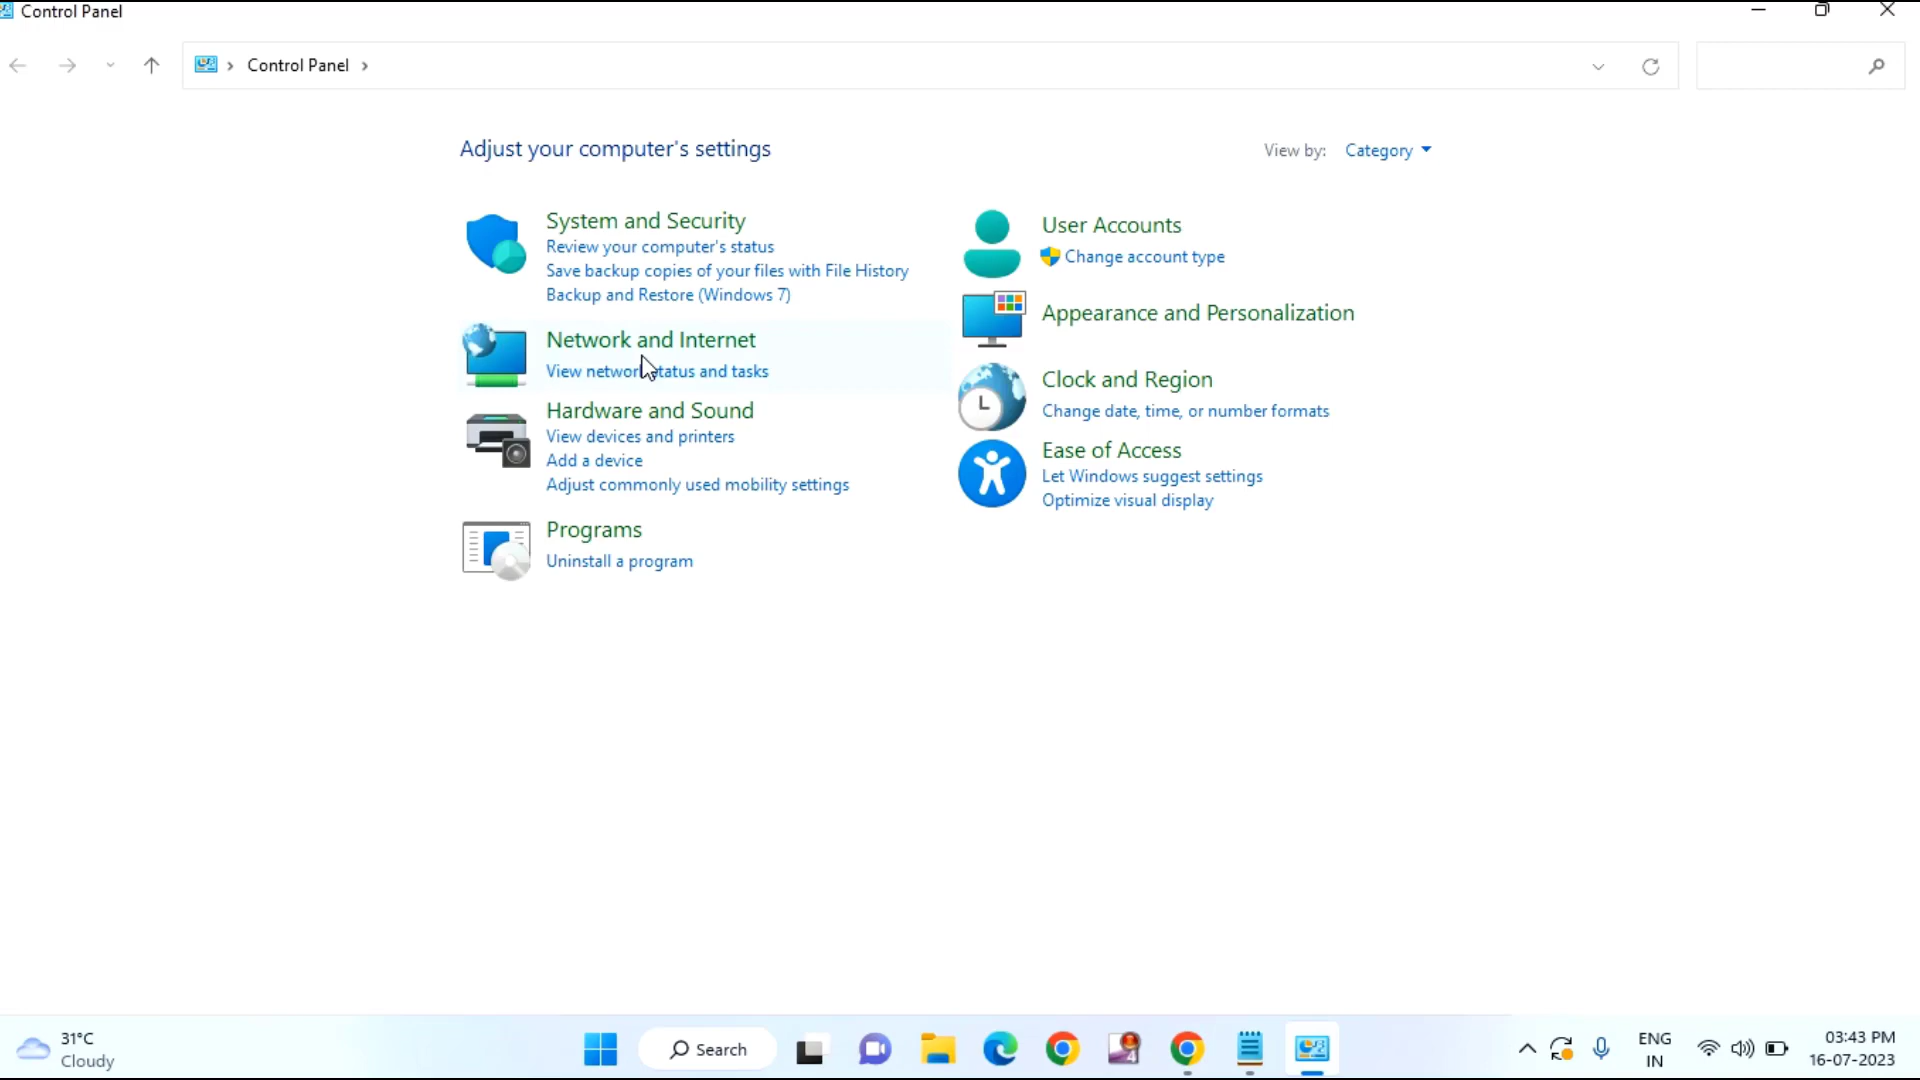 Control Panel
Control Panel
Adjust your computer's settings
View by: Category
System and Security
Review your computer's status
Save backup copies of your files with File History
Backup and Restore (Windows 7)
Network and Internet
View network status and tasks
Hardware and Sound
View devices and printers
Add a device
Adjust commonly used mobility settings
Programs
Uninstall a program
User Accounts
Change account type
Appearance and Personalization
Clock and Region
Change date, time, or number formats
Ease of Access
Let Windows suggest settings
Optimize visual display
31°C
Cloudy
Search
4
ENG
IN
03:43 PM
16-07-2023